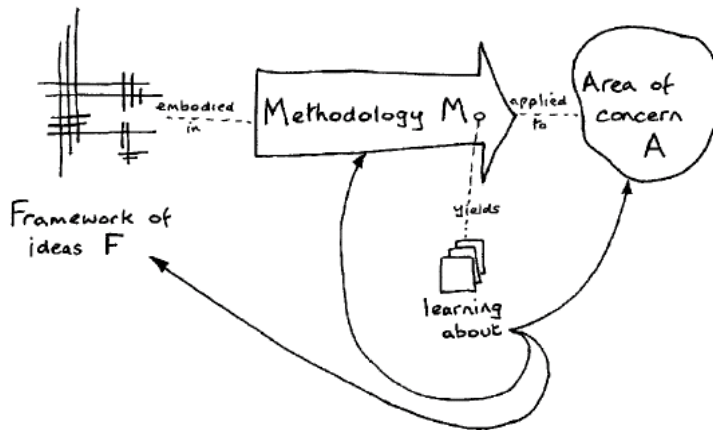 embodied
in
Methodology M
applied
to
Area of
concern
A
Framework of
ideas F
yields
learning
about